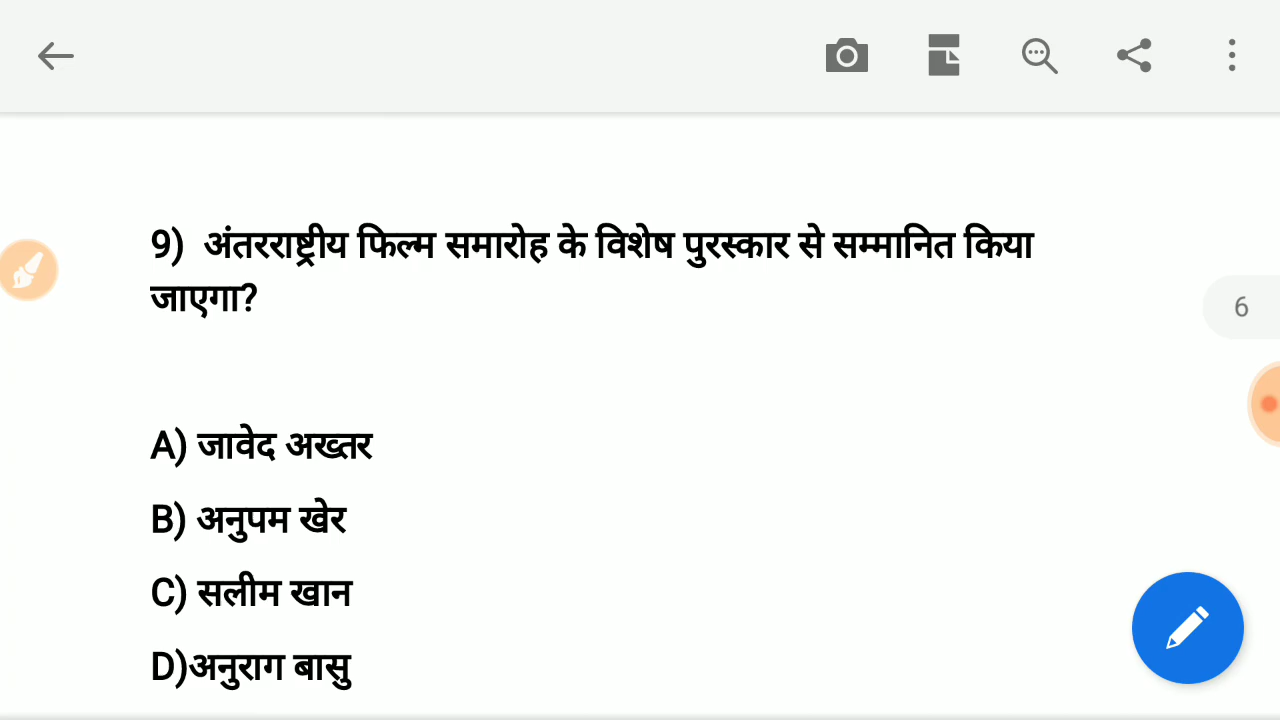 9) अंतरराष्ट्रीय फिल्म समारोह के विशेष पुरस्कार से सम्मानित किया
जाएगा?
6
A) जावेद अख्तर
B) अनुपम खेर
C) सलीम खान
D)अनुराग बासु